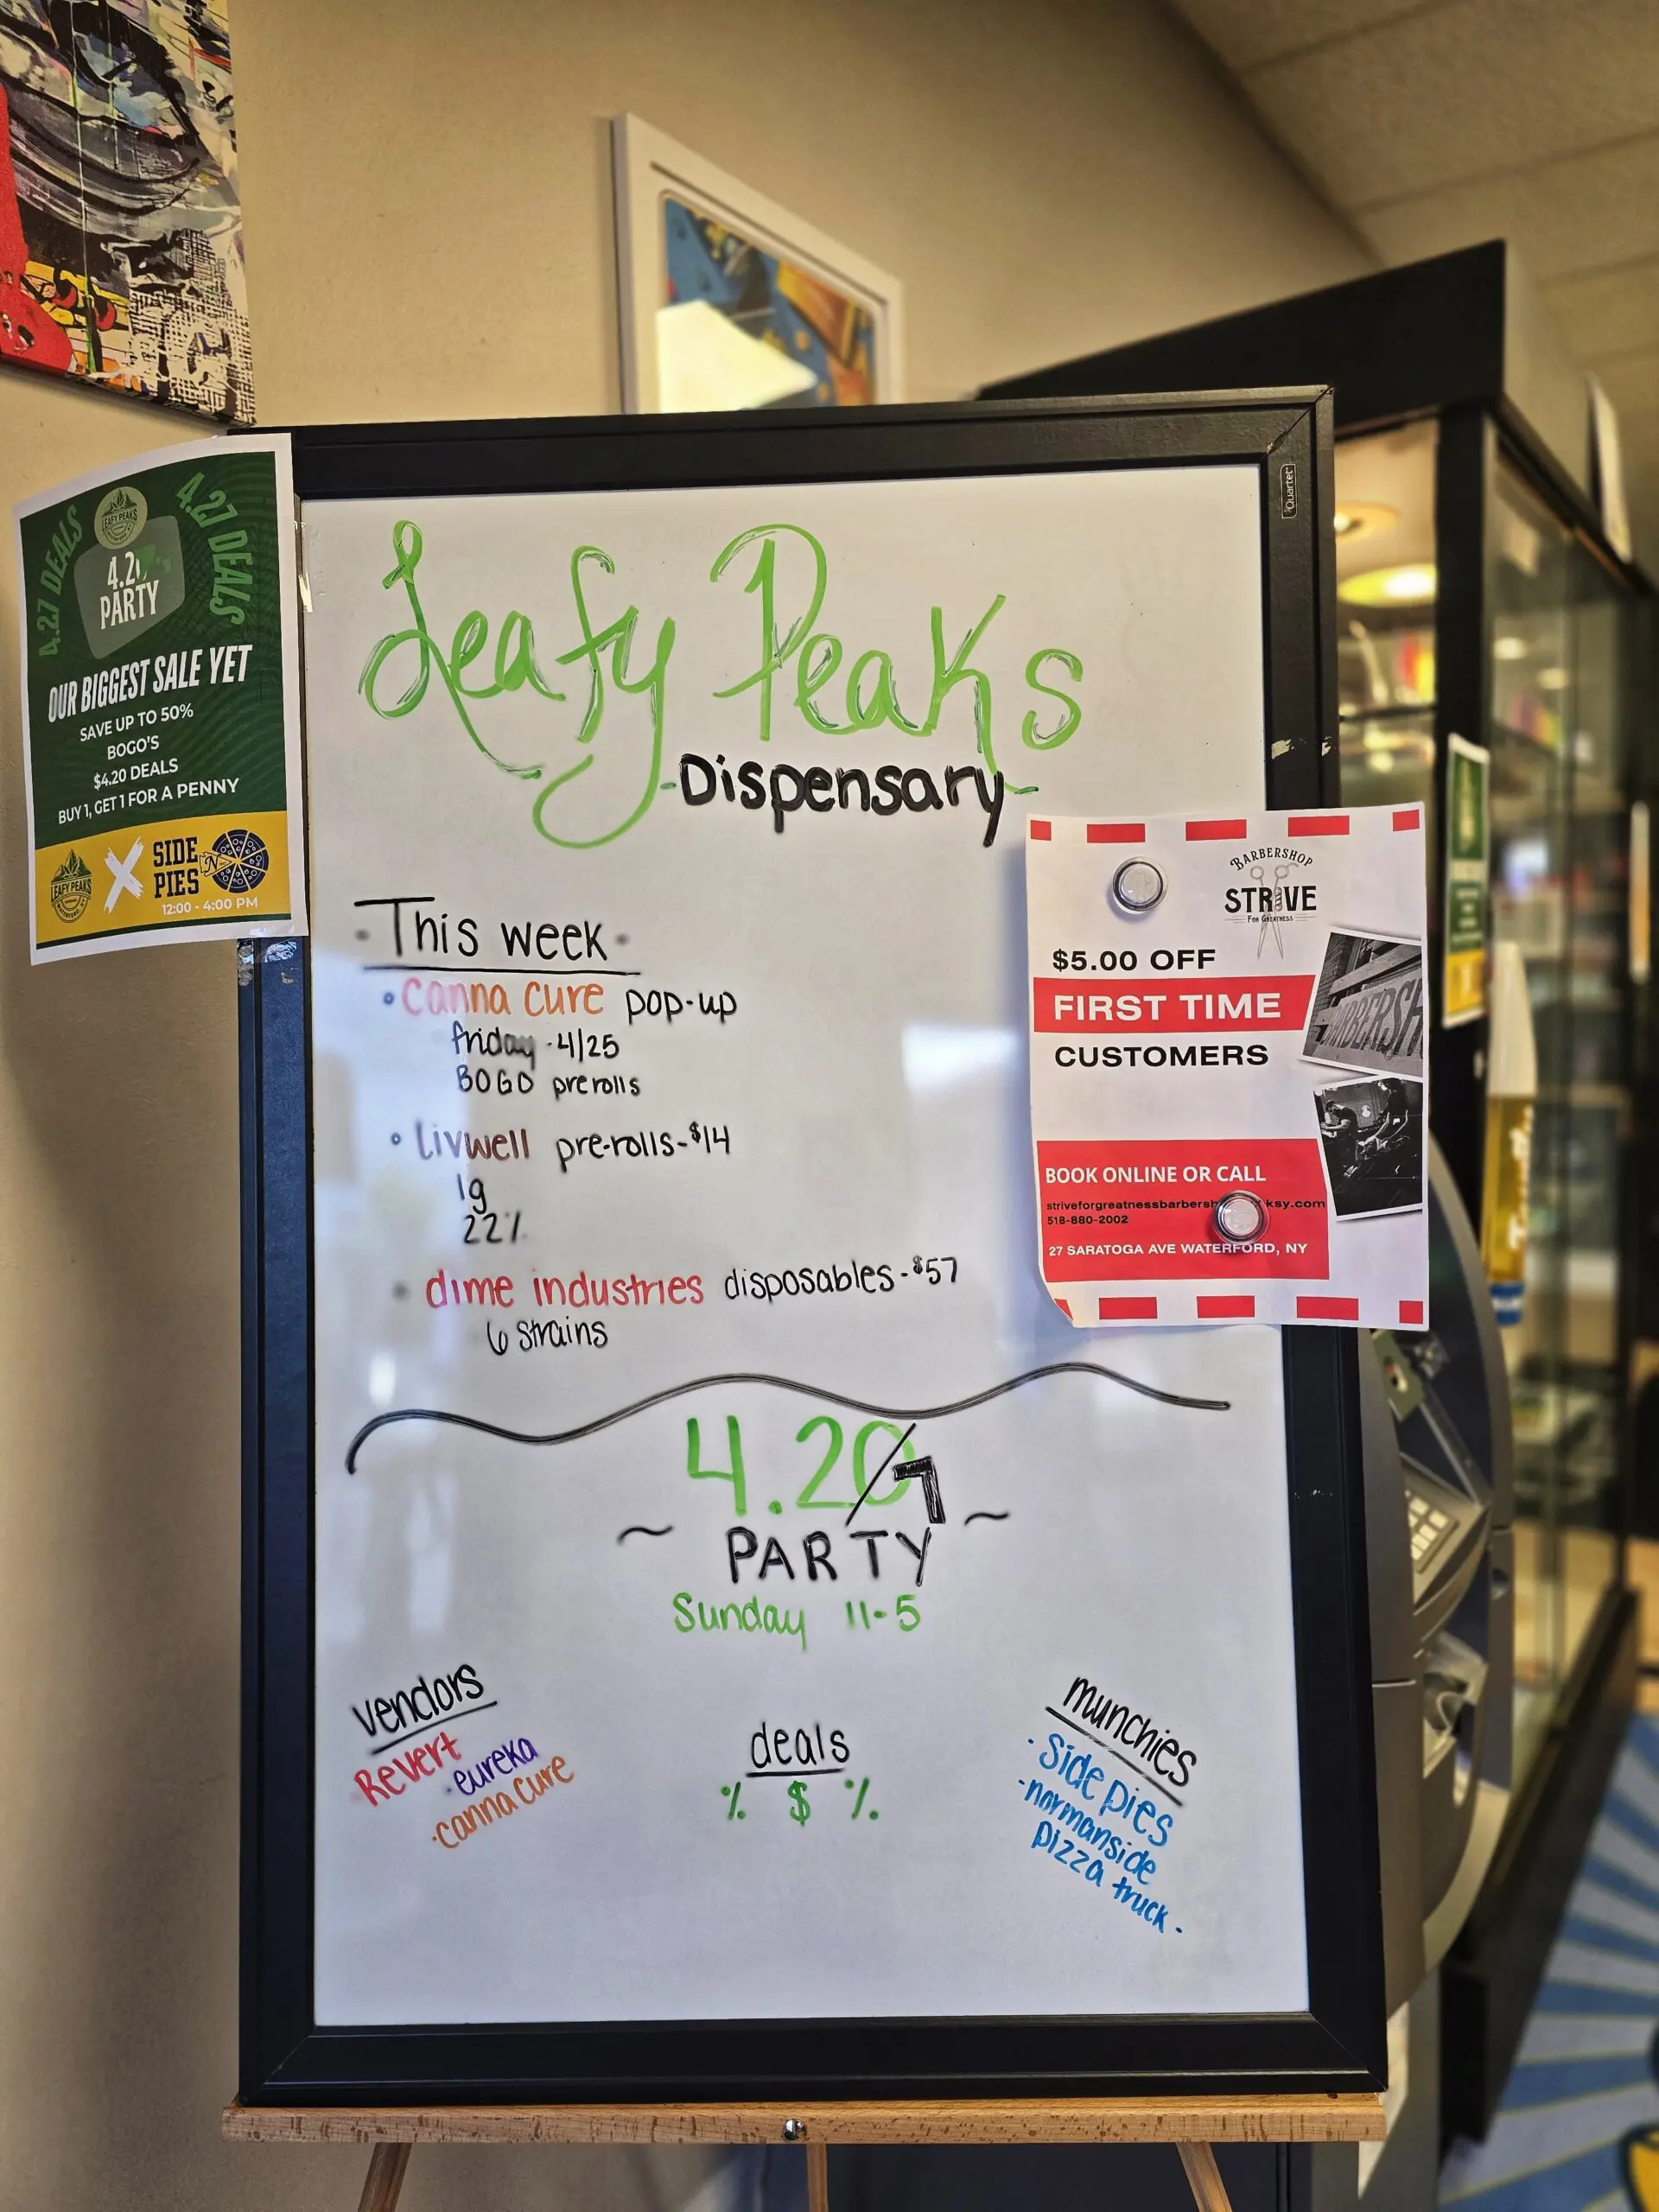 4.27 DEALS
4.27 DEALS
LEAFY PEAKS
PARTY
OUR BIGGEST SALE YET
SAVE UP TO 50%
BOGO'S
$4.20 DEALS
BUY 1, GET 1 FOR A PENNY
LEAFY PEAKS
X
SIDE
PIES
N
12:00 - 4:00 PM
Quartet
Leafy Peaks
-Dispensary-
This week
Canna Cure pop-up
friday - 4/25
BOGO prerolls
Livwell pre-rolls-$14
1g
22%
dime industries disposables-$57
6 strains
4.207
~ PARTY ~
Sunday 11-5
vendors
Revert
·eureka
·canna cure
deals
% $ %
munchies
·Side pies
·normanside
pizza truck·
BARBERSHOP
STRIVE
FOR GREATNESS
$5.00 OFF
FIRST TIME
CUSTOMERS
BOOK ONLINE OR CALL
518-880-2002
27 SARATOGA AVE WATERFORD, NY